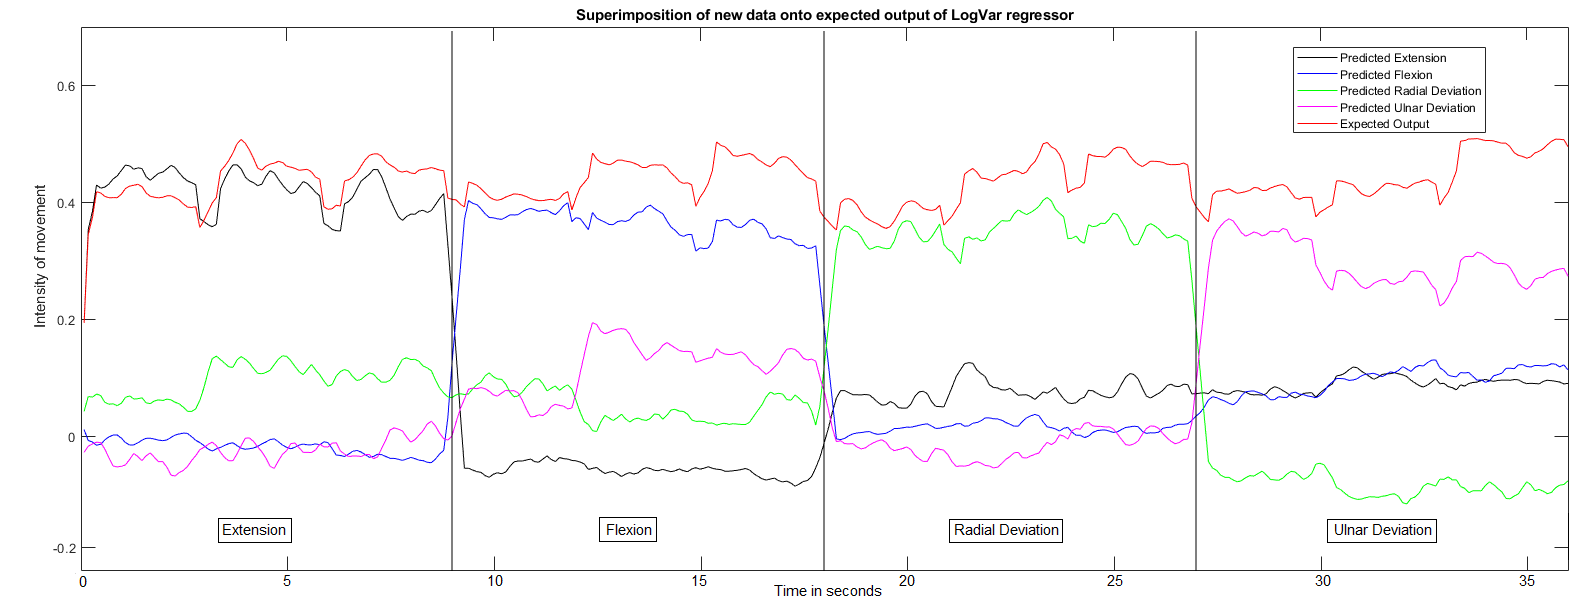 Superimposition of new data onto expected output of LogVar regressor
Predicted Extension
Predicted Flexion
Predicted Radial Deviation
Predicted Ulnar Deviation
Expected Output
Intensity of movement
0.6
0.4
0.2
0
-0.2
Extension
Flexion
Radial Deviation
Ulnar Deviation
0 5 10 15 20 25 30 35
Time in seconds